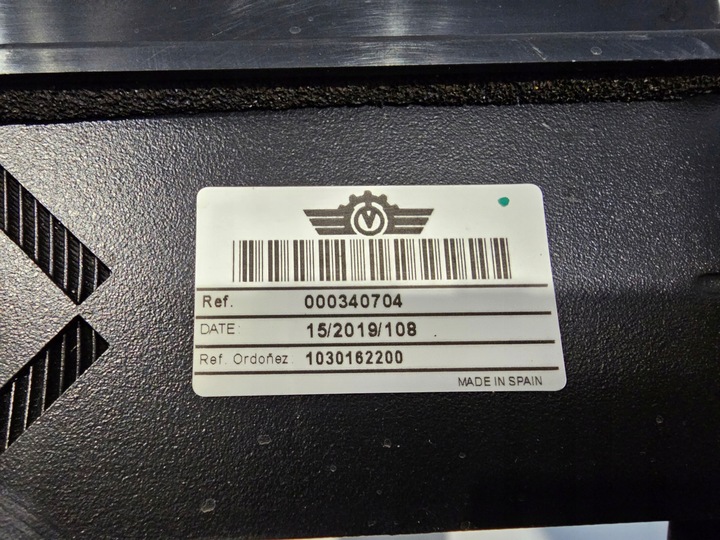 V
Ref. 000340704
DATE: 15/2019/108
Ref. Ordoñez 1030162200
MADE IN SPAIN